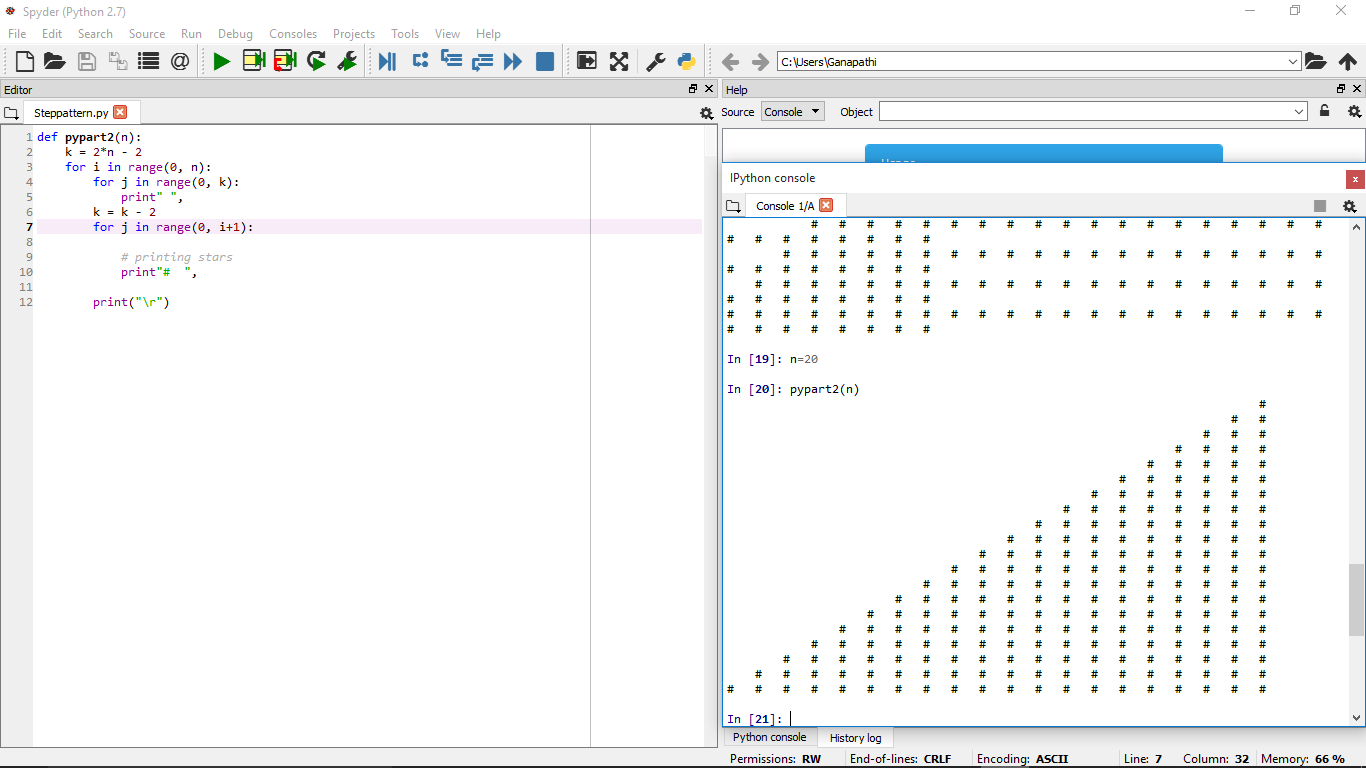 Spyder (Python 2.7)
File Edit Search Source Run Debug Consoles Projects Tools View Help
C:\Users\Ganapathi
Editor
Steppattern.py
1 def pypart2(n):
2     k = 2*n - 2
3     for i in range(0, n):
4         for j in range(0, k):
5             print" ",
6         k = k - 2
7         for j in range(0, i+1):
8
9             # printing stars
10             print"#  ",
11
12         print("\r")
Help
Source Console Object
IPython console
Console 1/A
# # # # # # # # # # # # # # # # # # #
# # # # # # # #
# # # # # # # # # # # # # # # # # # # #
# # # # # # # #
# # # # # # # # # # # # # # # # # # # # #
# # # # # # # #
# # # # # # # # # # # # # # # # # # # # # #
# # # # # # # #
In [19]: n=20
In [20]: pypart2(n)
#
# #
# # #
# # # #
# # # # #
# # # # # #
# # # # # # #
# # # # # # # #
# # # # # # # # #
# # # # # # # # # #
# # # # # # # # # # #
# # # # # # # # # # # #
# # # # # # # # # # # # #
# # # # # # # # # # # # # #
# # # # # # # # # # # # # # #
# # # # # # # # # # # # # # # #
# # # # # # # # # # # # # # # # #
# # # # # # # # # # # # # # # # # #
# # # # # # # # # # # # # # # # # # #
# # # # # # # # # # # # # # # # # # # #
In [21]:
Python console History log
Permissions: RW End-of-lines: CRLF Encoding: ASCII Line: 7 Column: 32 Memory: 66 %